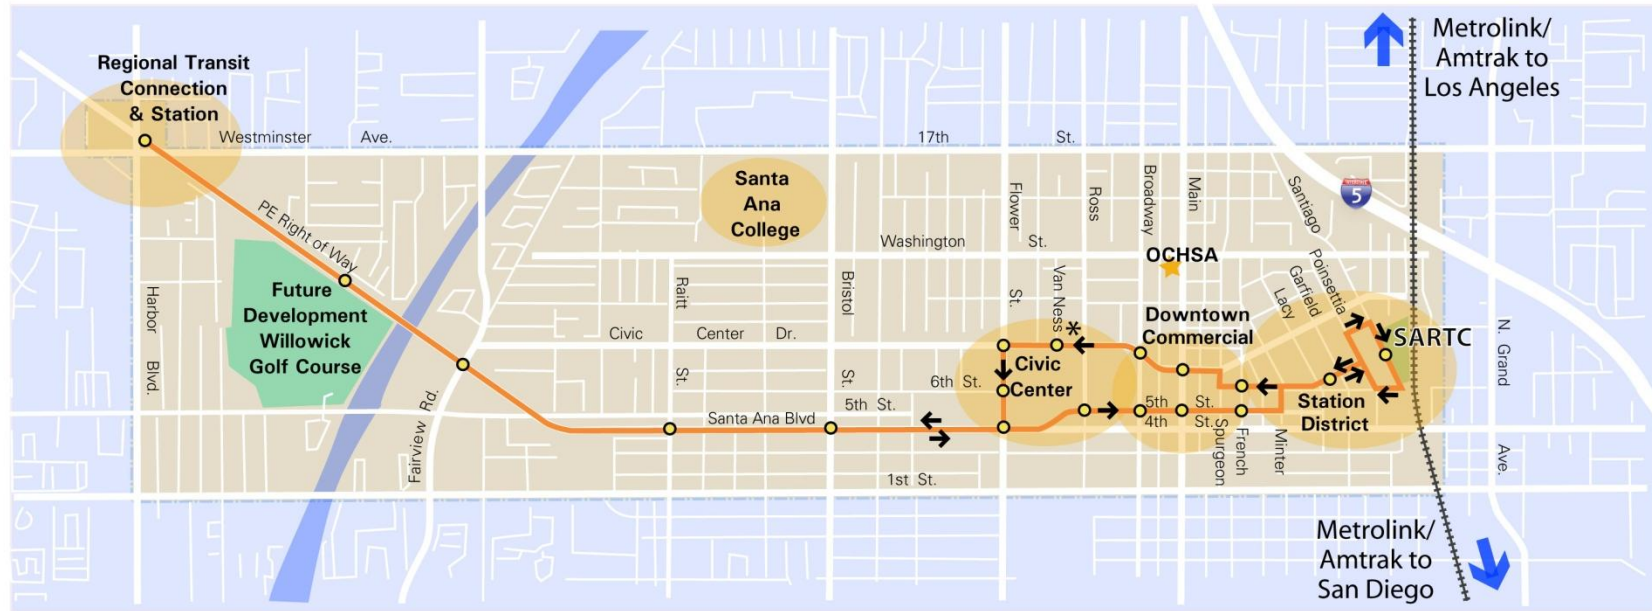 Metrolink/
Amtrak to
Los Angeles
Regional Transit
Connection
& Station
Westminster Ave.
17th St.
INTERSTATE
5
Santa
Ana
College
PE Right of Way
Flower
St.
Ross
Broadway
Main
Santiago
Washington St.
OCHSA
Van Ness
Poinsettia
Garfield
Lacy
Harbor
Blvd.
Future
Development
Willowick
Golf Course
Raitt
St.
Bristol
St.
Civic Center Dr.
*
Downtown
Commercial
SARTC
N. Grand
Ave.
Civic
Center
6th St.
5th St.
Santa Ana Blvd
5th St.
4th St.
Station
District
Fairview Rd.
Spurgeon
French
Minter
1st St.
Metrolink/
Amtrak to
San Diego